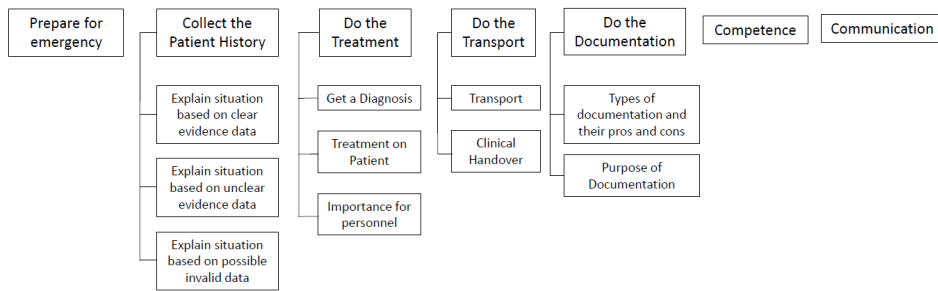 Prepare for
emergency
Collect the
Patient History
Explain situation
based on clear
evidence data
Explain situation
based on unclear
evidence data
Explain situation
based on possible
invalid data
Do the
Treatment
Get a Diagnosis
Treatment on
Patient
Importance for
personnel
Do the
Transport
Transport
Clinical
Handover
Do the
Documentation
Types of
documentation and
their pros and cons
Purpose of
Documentation
Competence
Communication